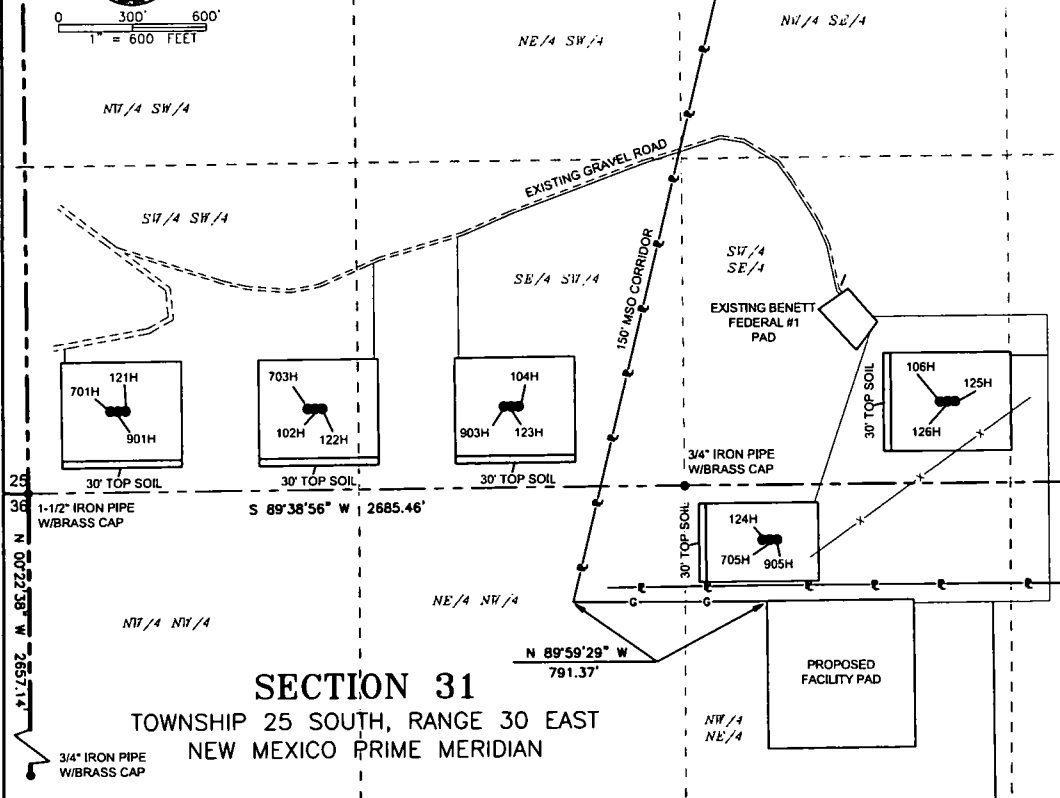 0 300' 600'
1" = 600 FEET
NE/4 SW/4
NW/4 SE/4
NW/4 SW/4
EXISTING GRAVEL ROAD
SW/4 SW/4
SE/4 SW/4
150' MSO CORRIDOR
SW/4
SE/4
EXISTING BENETT
FEDERAL #1
PAD
701H
121H
901H
703H
102H
122H
104H
903H
123H
106H
125H
126H
30' TOP SOIL
30' TOP SOIL
30' TOP SOIL
30' TOP SOIL
3/4" IRON PIPE
W/BRASS CAP
25
36
1-1/2" IRON PIPE
W/BRASS CAP
S 89°38'56" W 2685.46'
124H
705H
905H
30' TOP SOIL
N 00°22'38" W 2657.14'
NW/4 NW/4
NE/4 NW/4
G G
N 89°59'29" W
791.37'
PROPOSED
FACILITY PAD
SECTION 31
TOWNSHIP 25 SOUTH, RANGE 30 EAST
NEW MEXICO PRIME MERIDIAN
NW/4
NE/4
3/4" IRON PIPE
W/BRASS CAP